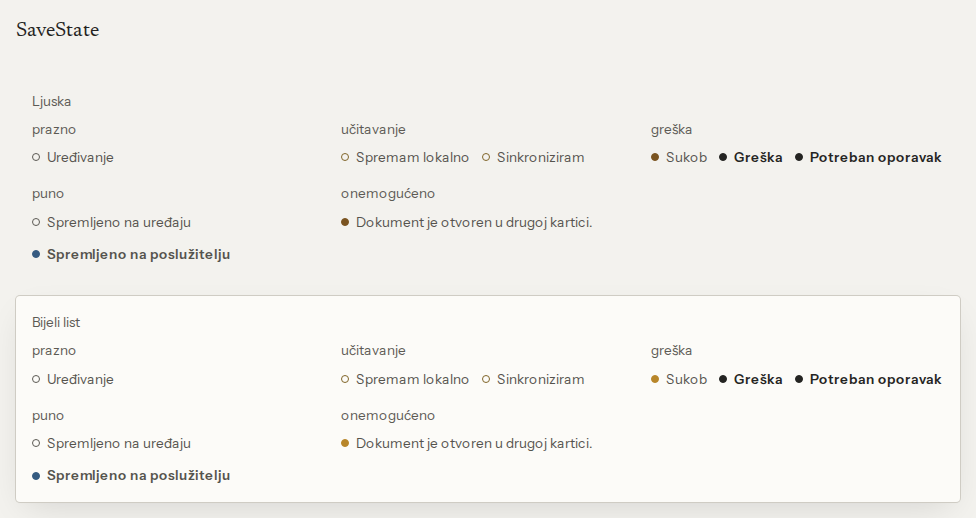 SaveState
Ljuska
prazno učitavanje greška
Uređivanje Spremam lokalno Sinkroniziram Sukob Greška Potreban oporavak
puno onemogućeno
Spremljeno na uređaju Dokument je otvoren u drugoj kartici.
Spremljeno na poslužitelju
Bijeli list
prazno učitavanje greška
Uređivanje Spremam lokalno Sinkroniziram Sukob Greška Potreban oporavak
puno onemogućeno
Spremljeno na uređaju Dokument je otvoren u drugoj kartici.
Spremljeno na poslužitelju